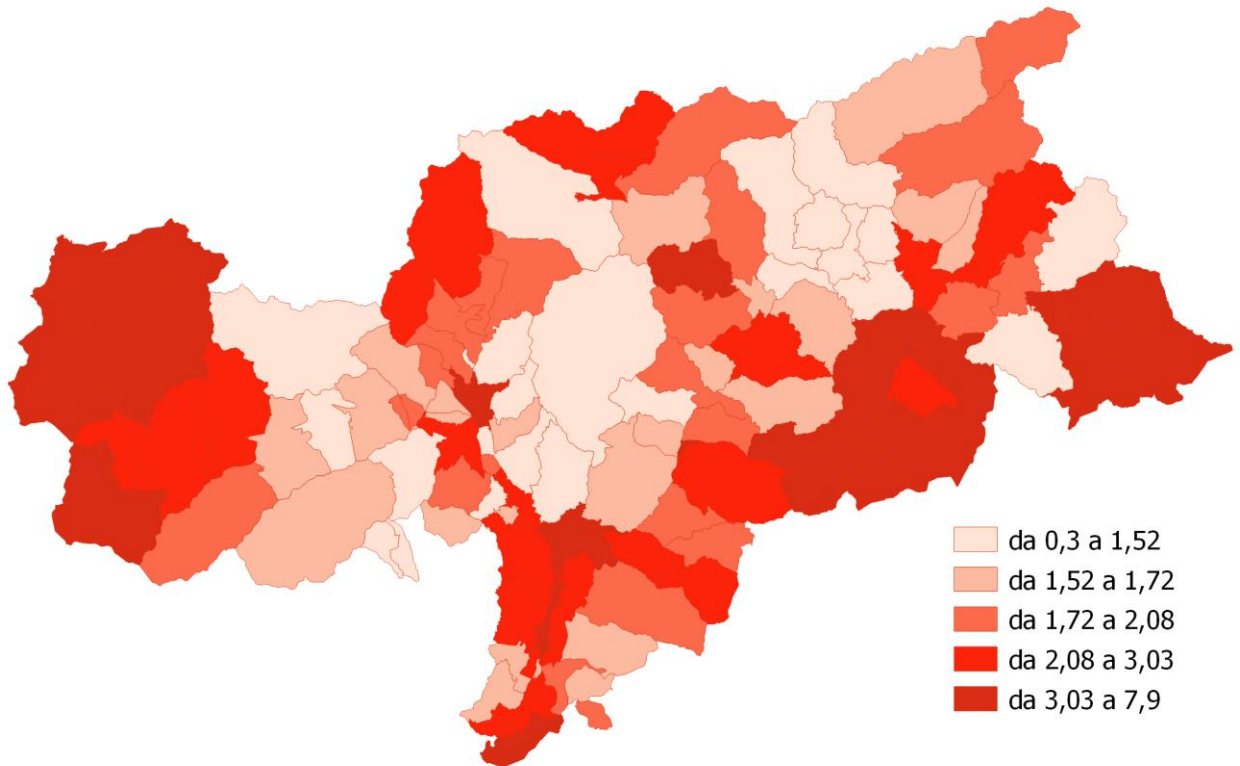 da 0,3 a 1,52
da 1,52 a 1,72
da 1,72 a 2,08
da 2,08 a 3,03
da 3,03 a 7,9